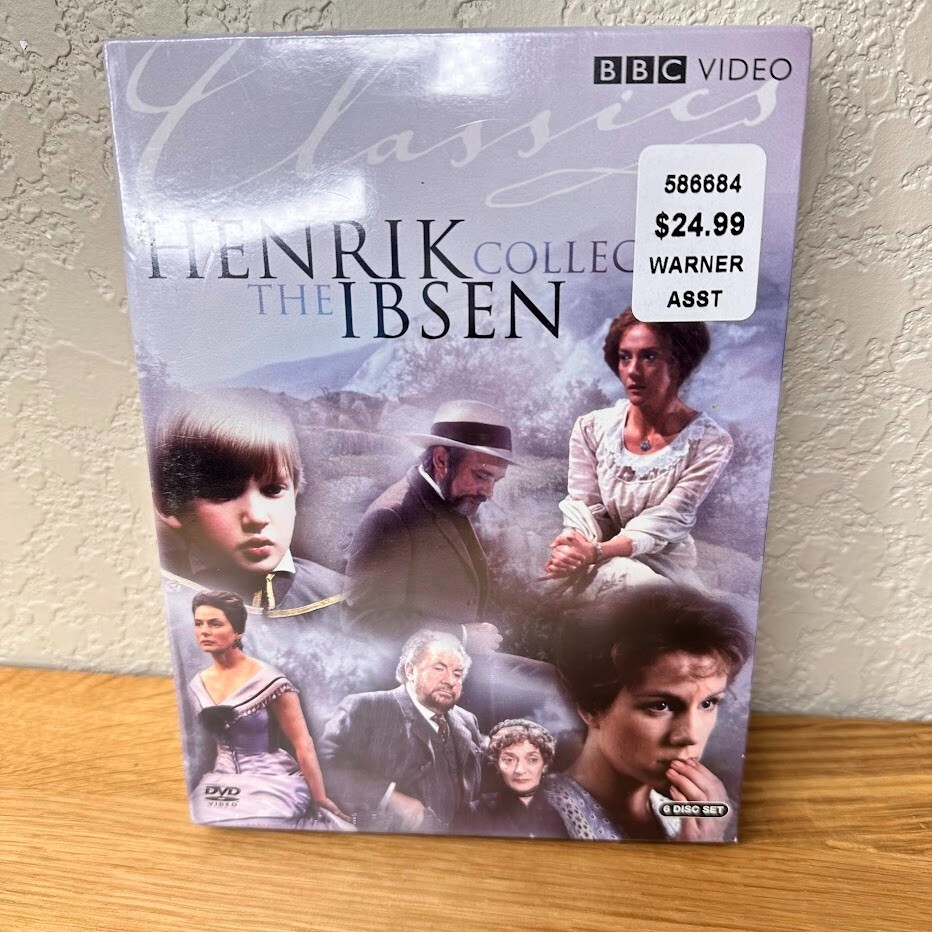 Classics
BBC VIDEO
586684
$24.99
WARNER
ASST
HENRIK COLLEC
THE IBSEN
DVD
VIDEO
6 DISC SET